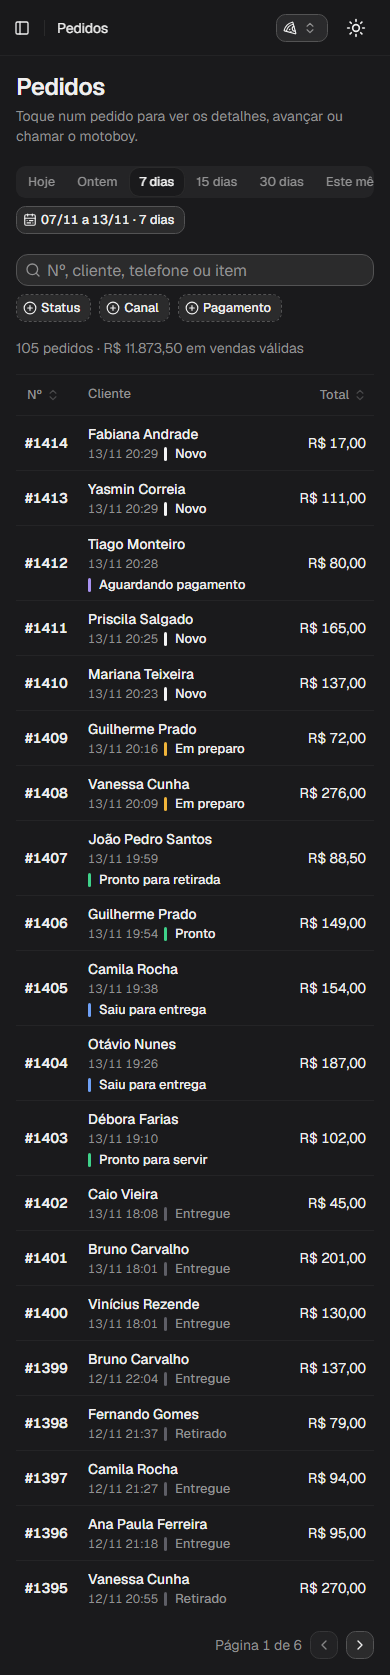 Pedidos
Pedidos
Toque num pedido para ver os detalhes, avançar ou
chamar o motoboy.
Hoje Ontem 7 dias 15 dias 30 dias Este mê
07/11 a 13/11 · 7 dias
Nº, cliente, telefone ou item
Status Canal Pagamento
105 pedidos · R$ 11.873,50 em vendas válidas
Nº Cliente Total
Fabiana Andrade
#1414 R$ 17,00
13/11 20:29 Novo
Yasmin Correia
#1413 R$ 111,00
13/11 20:29 Novo
Tiago Monteiro
13/11 20:28
#1412 R$ 80,00
Aguardando pagamento
Priscila Salgado
#1411 R$ 165,00
13/11 20:25 Novo
Mariana Teixeira
#1410 R$ 137,00
13/11 20:23 Novo
Guilherme Prado
#1409 R$ 72,00
13/11 20:16 Em preparo
Vanessa Cunha
#1408 R$ 276,00
13/11 20:09 Em preparo
João Pedro Santos
13/11 19:59
#1407 R$ 88,50
Pronto para retirada
Guilherme Prado
#1406 R$ 149,00
13/11 19:54 Pronto
Camila Rocha
13/11 19:38
#1405 R$ 154,00
Saiu para entrega
Otávio Nunes
13/11 19:26
#1404 R$ 187,00
Saiu para entrega
Débora Farias
13/11 19:10
#1403 R$ 102,00
Pronto para servir
Caio Vieira
#1402 R$ 45,00
13/11 18:08 Entregue
Bruno Carvalho
#1401 R$ 201,00
13/11 18:01 Entregue
Vinícius Rezende
#1400 R$ 130,00
13/11 18:01 Entregue
Bruno Carvalho
#1399 R$ 137,00
12/11 22:04 Entregue
Fernando Gomes
#1398 R$ 79,00
12/11 21:37 Retirado
Camila Rocha
#1397 R$ 94,00
12/11 21:27 Entregue
Ana Paula Ferreira
#1396 R$ 95,00
12/11 21:18 Entregue
Vanessa Cunha
#1395 R$ 270,00
12/11 20:55 Retirado
Página 1 de 6